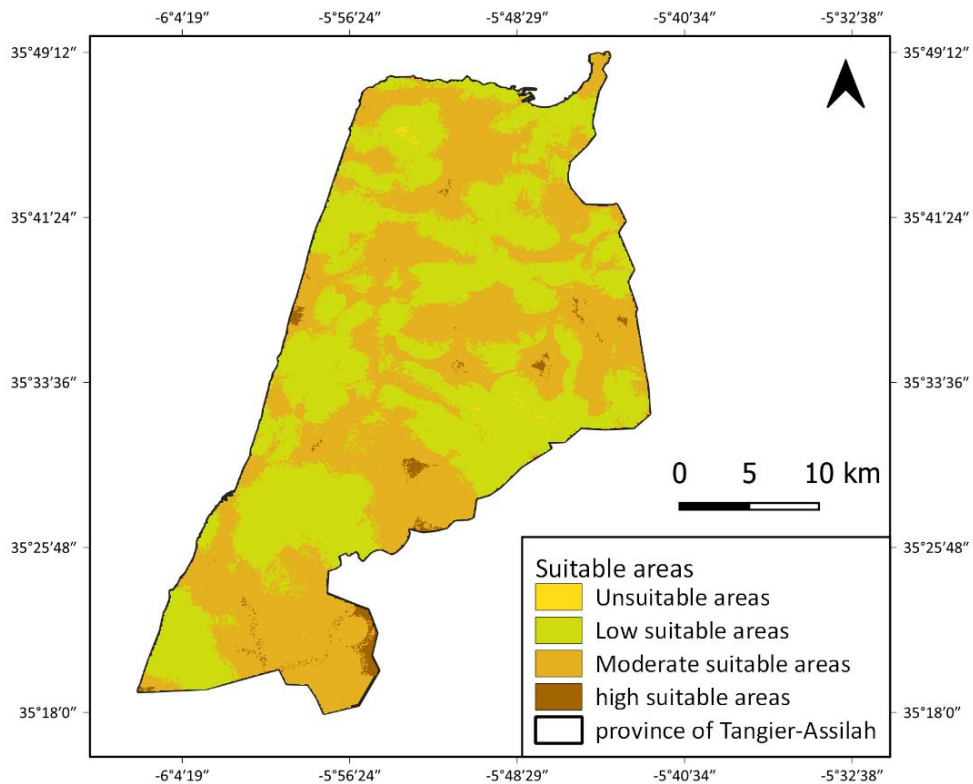 -6°4′19″ -5°56′24″ -5°48′29″ -5°40′34″ -5°32′38″
35°49′12″ 35°49′12″
35°41′24″ 35°41′24″
35°33′36″ 35°33′36″
0 5 10 km
35°25′48″ 35°25′48″
Suitable areas
Unsuitable areas
Low suitable areas
Moderate suitable areas
high suitable areas
province of Tangier-Assilah
35°18′0″ 35°18′0″
-6°4′19″ -5°56′24″ -5°48′29″ -5°40′34″ -5°32′38″